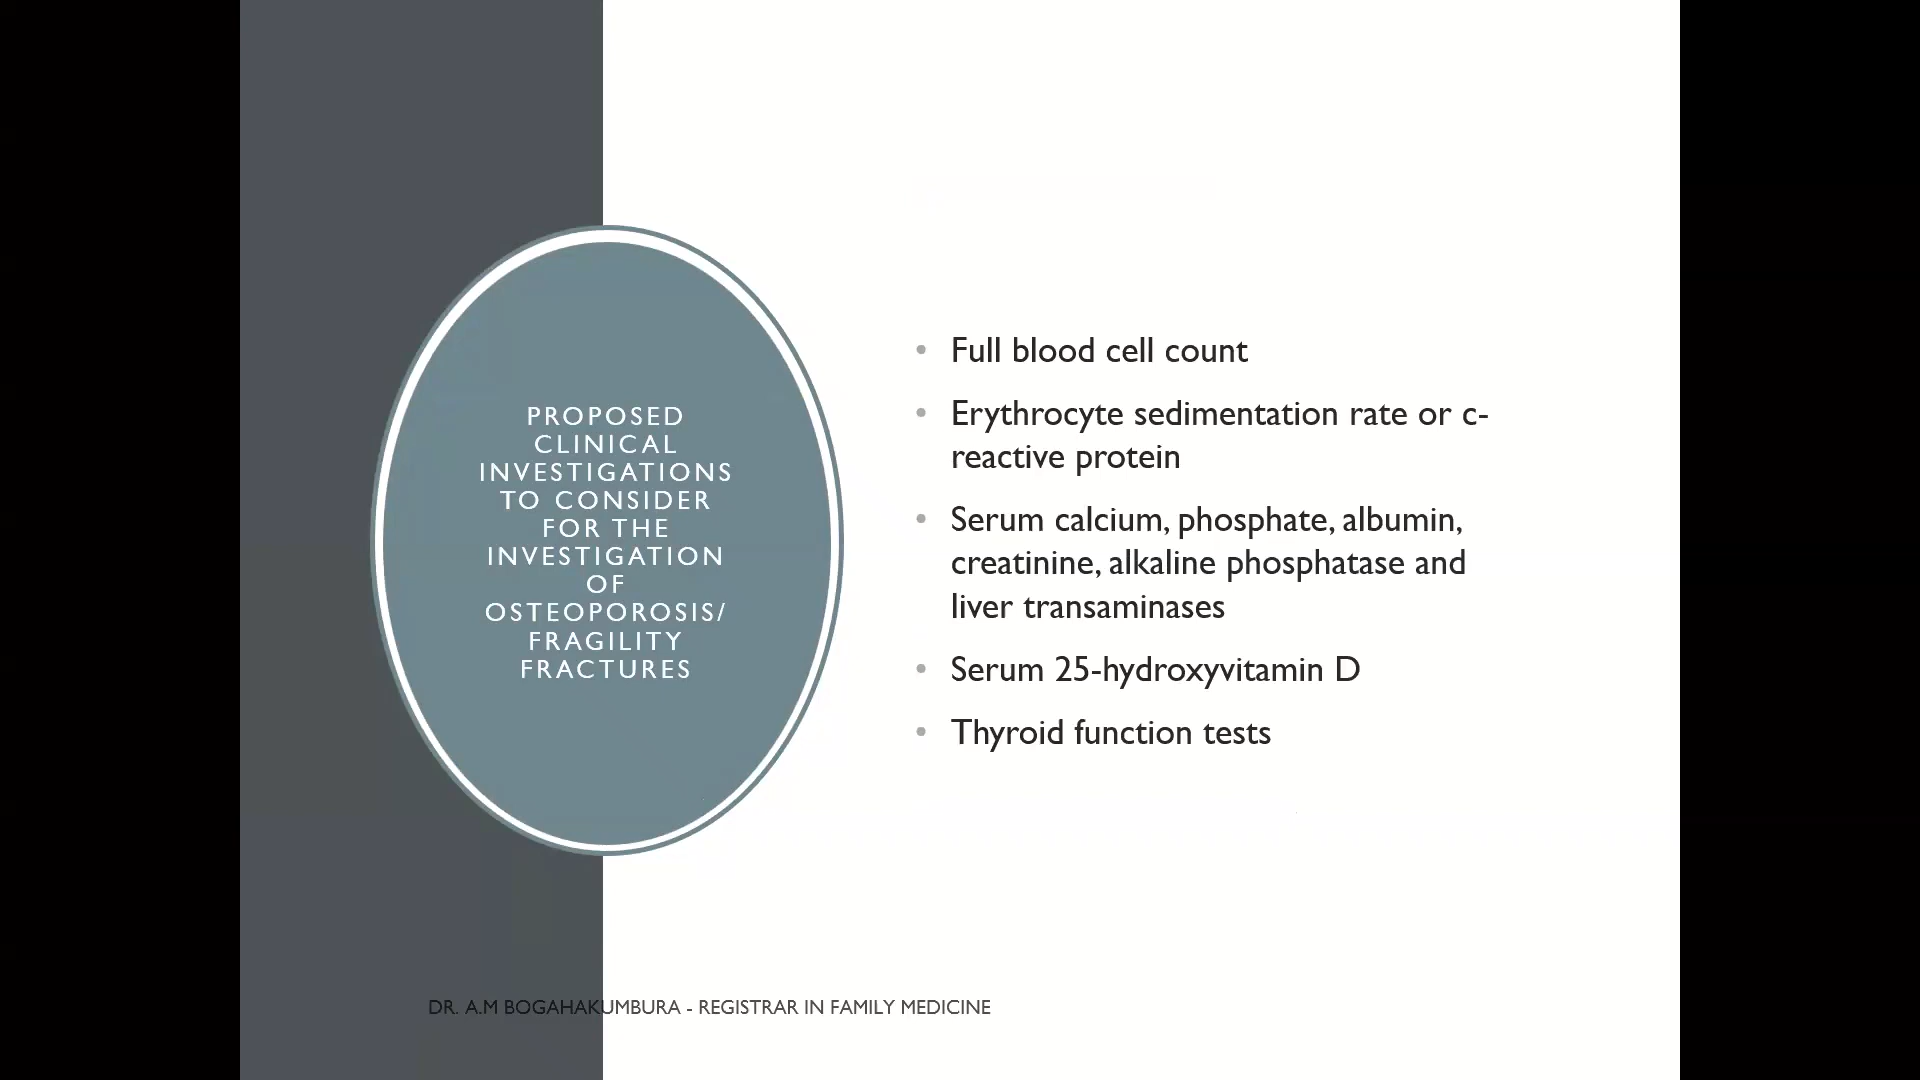 PROPOSED
CLINICAL
INVESTIGATIONS
TO CONSIDER
FOR THE
INVESTIGATION
OF
OSTEOPOROSIS/
FRAGILITY
FRACTURES
• Full blood cell count
• Erythrocyte sedimentation rate or c-
reactive protein
• Serum calcium, phosphate, albumin,
creatinine, alkaline phosphatase and
liver transaminases
• Serum 25-hydroxyvitamin D
• Thyroid function tests
DR. A.M BOGAHAKUMBURA - REGISTRAR IN FAMILY MEDICINE